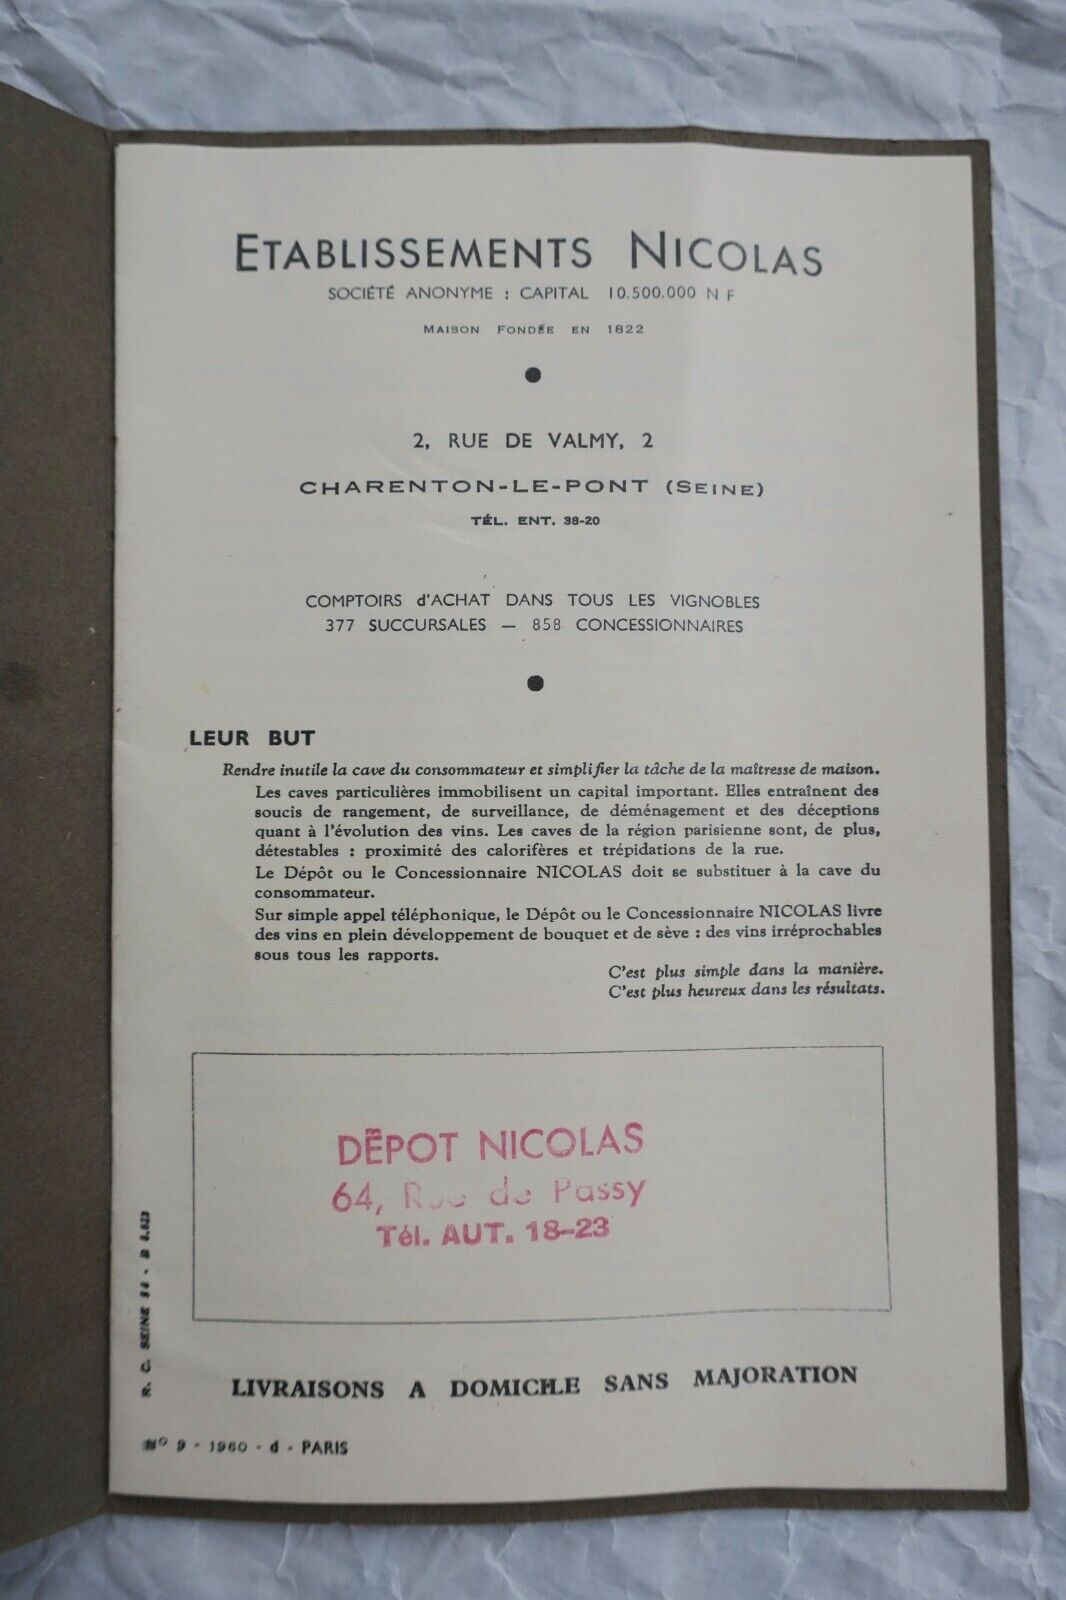 ETABLISSEMENTS NICOLAS
SOCIÉTÉ ANONYME : CAPITAL 10.500.000 N F
MAISON FONDÉE EN 1822
2, RUE DE VALMY, 2
CHARENTON-LE-PONT (SEINE)
TÉL. ENT. 38-20
COMPTOIRS d'ACHAT DANS TOUS LES VIGNOBLES
377 SUCCURSALES — 858 CONCESSIONNAIRES
LEUR BUT
Rendre inutile la cave du consommateur et simplifier la tâche de la maîtresse de maison.
Les caves particulières immobilisent un capital important. Elles entraînent des
soucis de rangement, de surveillance, de déménagement et des déceptions
quant à l'évolution des vins. Les caves de la région parisienne sont, de plus,
détestables : proximité des calorifères et trépidations de la rue.
Le Dépôt ou le Concessionnaire NICOLAS doit se substituer à la cave du
consommateur.
Sur simple appel téléphonique, le Dépôt ou le Concessionnaire NICOLAS livre
des vins en plein développement de bouquet et de sève : des vins irréprochables
sous tous les rapports.
C'est plus simple dans la manière.
C'est plus heureux dans les résultats.
DÉPOT NICOLAS
64, Rue de Passy
Tél. AUT. 18-23
R. C. SEINE 54 - B
LIVRAISONS A DOMICILE SANS MAJORATION
N° 9 - 1960 - d - PARIS